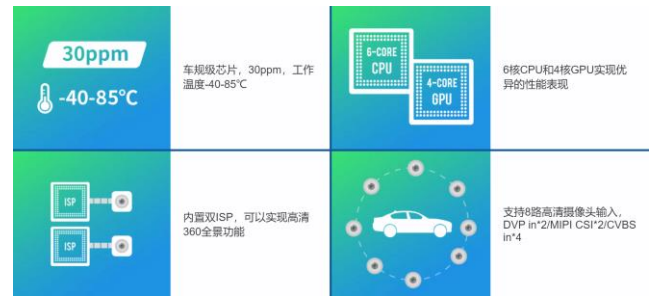 30ppm
-40-85℃
车规级芯片，30ppm，工作
温度-40-85℃
6-CORE
CPU
4-CORE
GPU
6核CPU和4核GPU实现优
异的性能表现
ISP
ISP
内置双ISP，可以实现高清
360全景功能
支持8路高清摄像头输入，
DVP in*2/MIPI CSI*2/CVBS
in*4